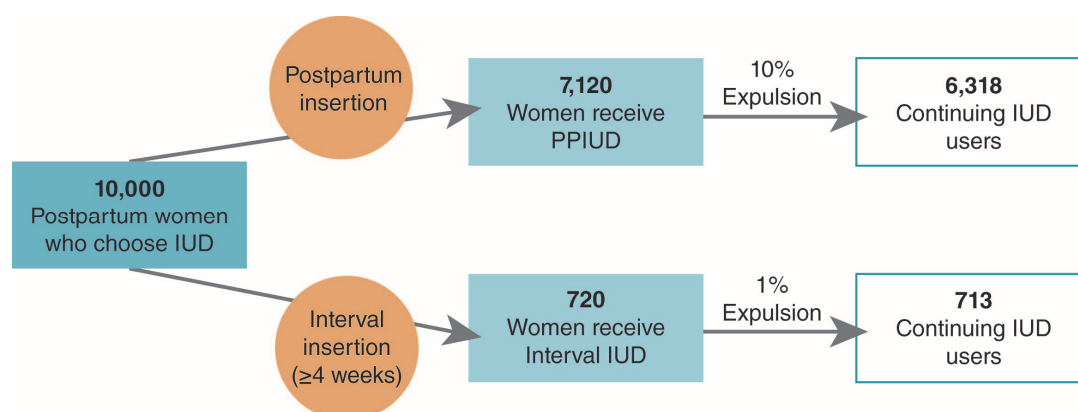 Postpartum
insertion
7,120
Women receive
PPIUD
10%
Expulsion
6,318
Continuing IUD
users
10,000
Postpartum women
who choose IUD
Interval
insertion
(≥4 weeks)
720
Women receive
Interval IUD
1%
Expulsion
713
Continuing IUD
users